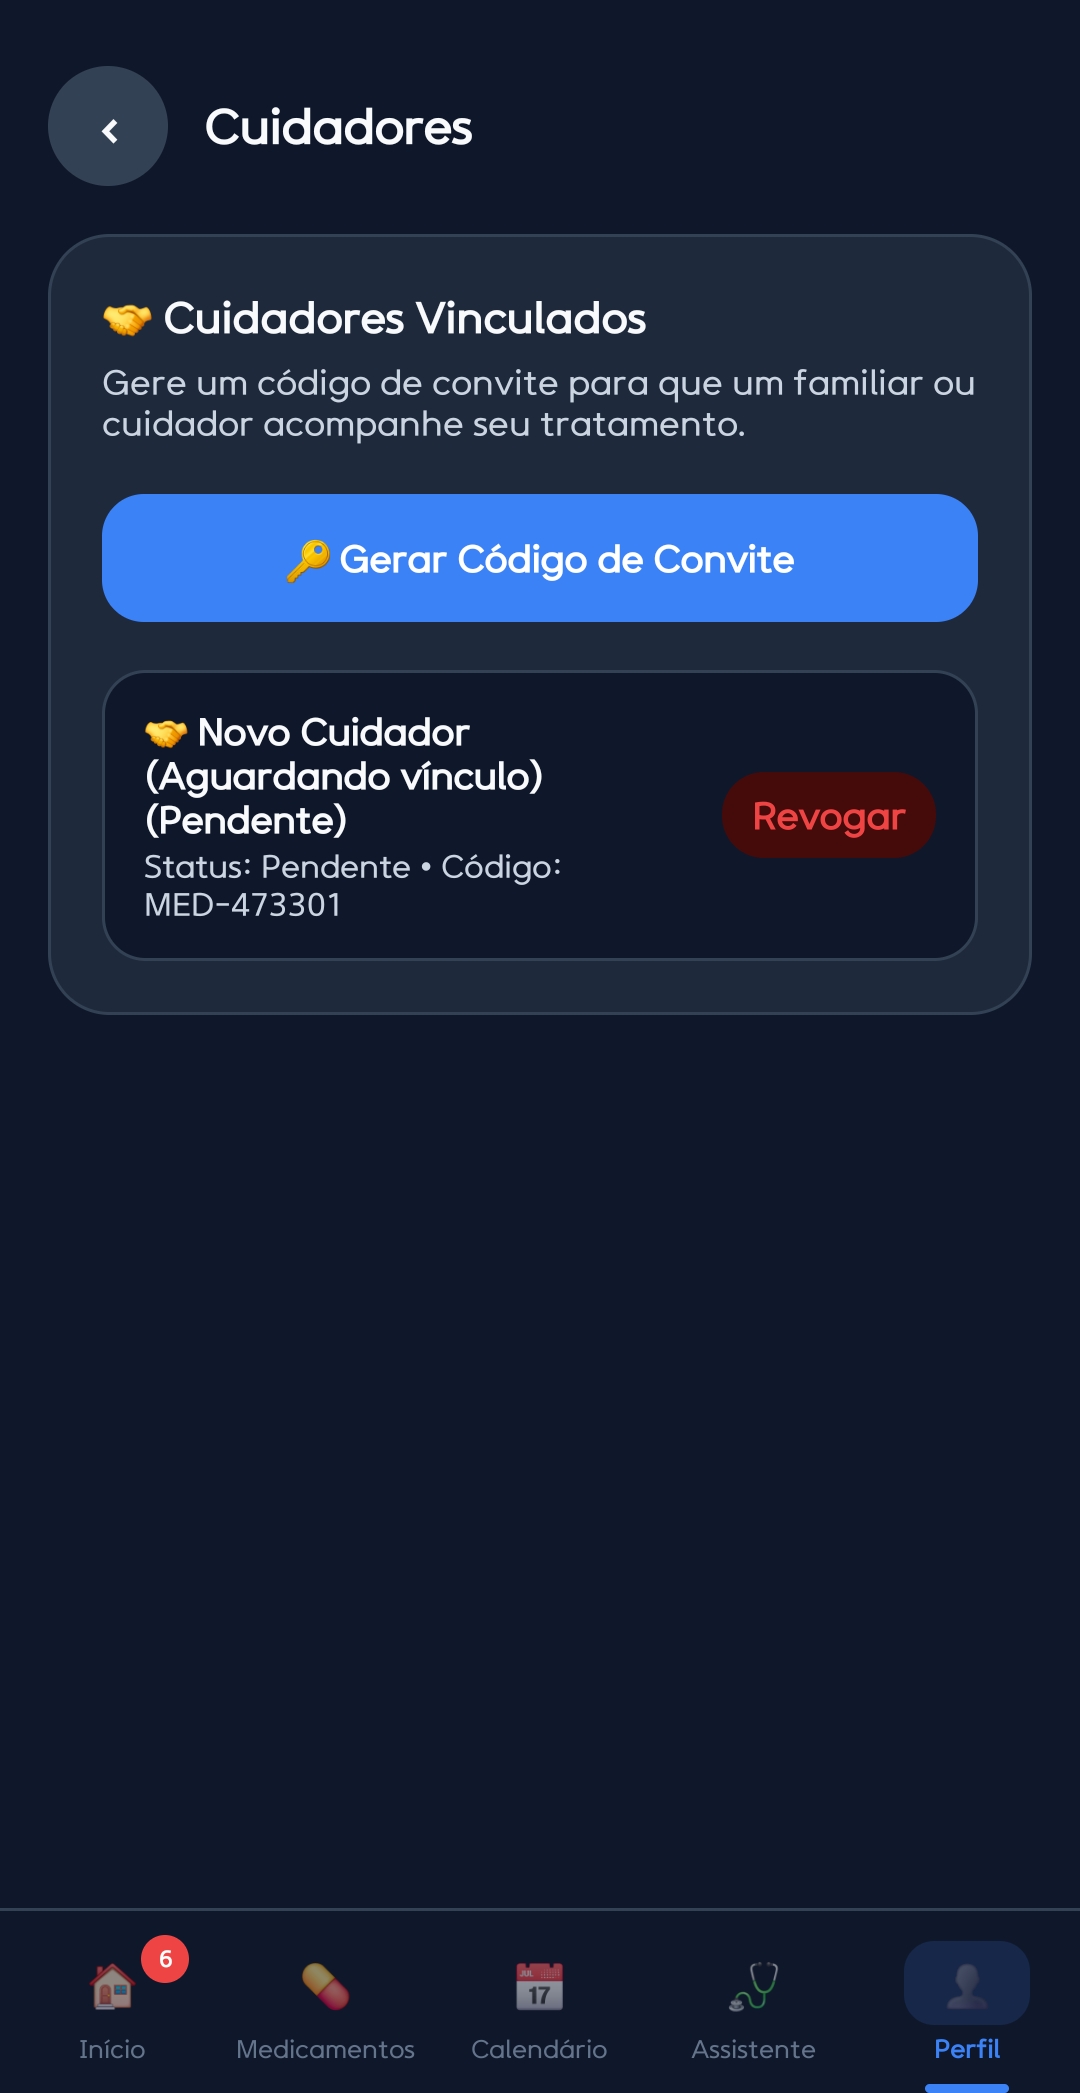 Cuidadores
🤝 Cuidadores Vinculados
Gere um código de convite para que um familiar ou
cuidador acompanhe seu tratamento.
🔑 Gerar Código de Convite
🤝 Novo Cuidador
(Aguardando vínculo)
(Pendente)
Status: Pendente • Código:
MED-473301
Revogar
6
JUL
17
Início
Medicamentos
Calendário
Assistente
Perfil